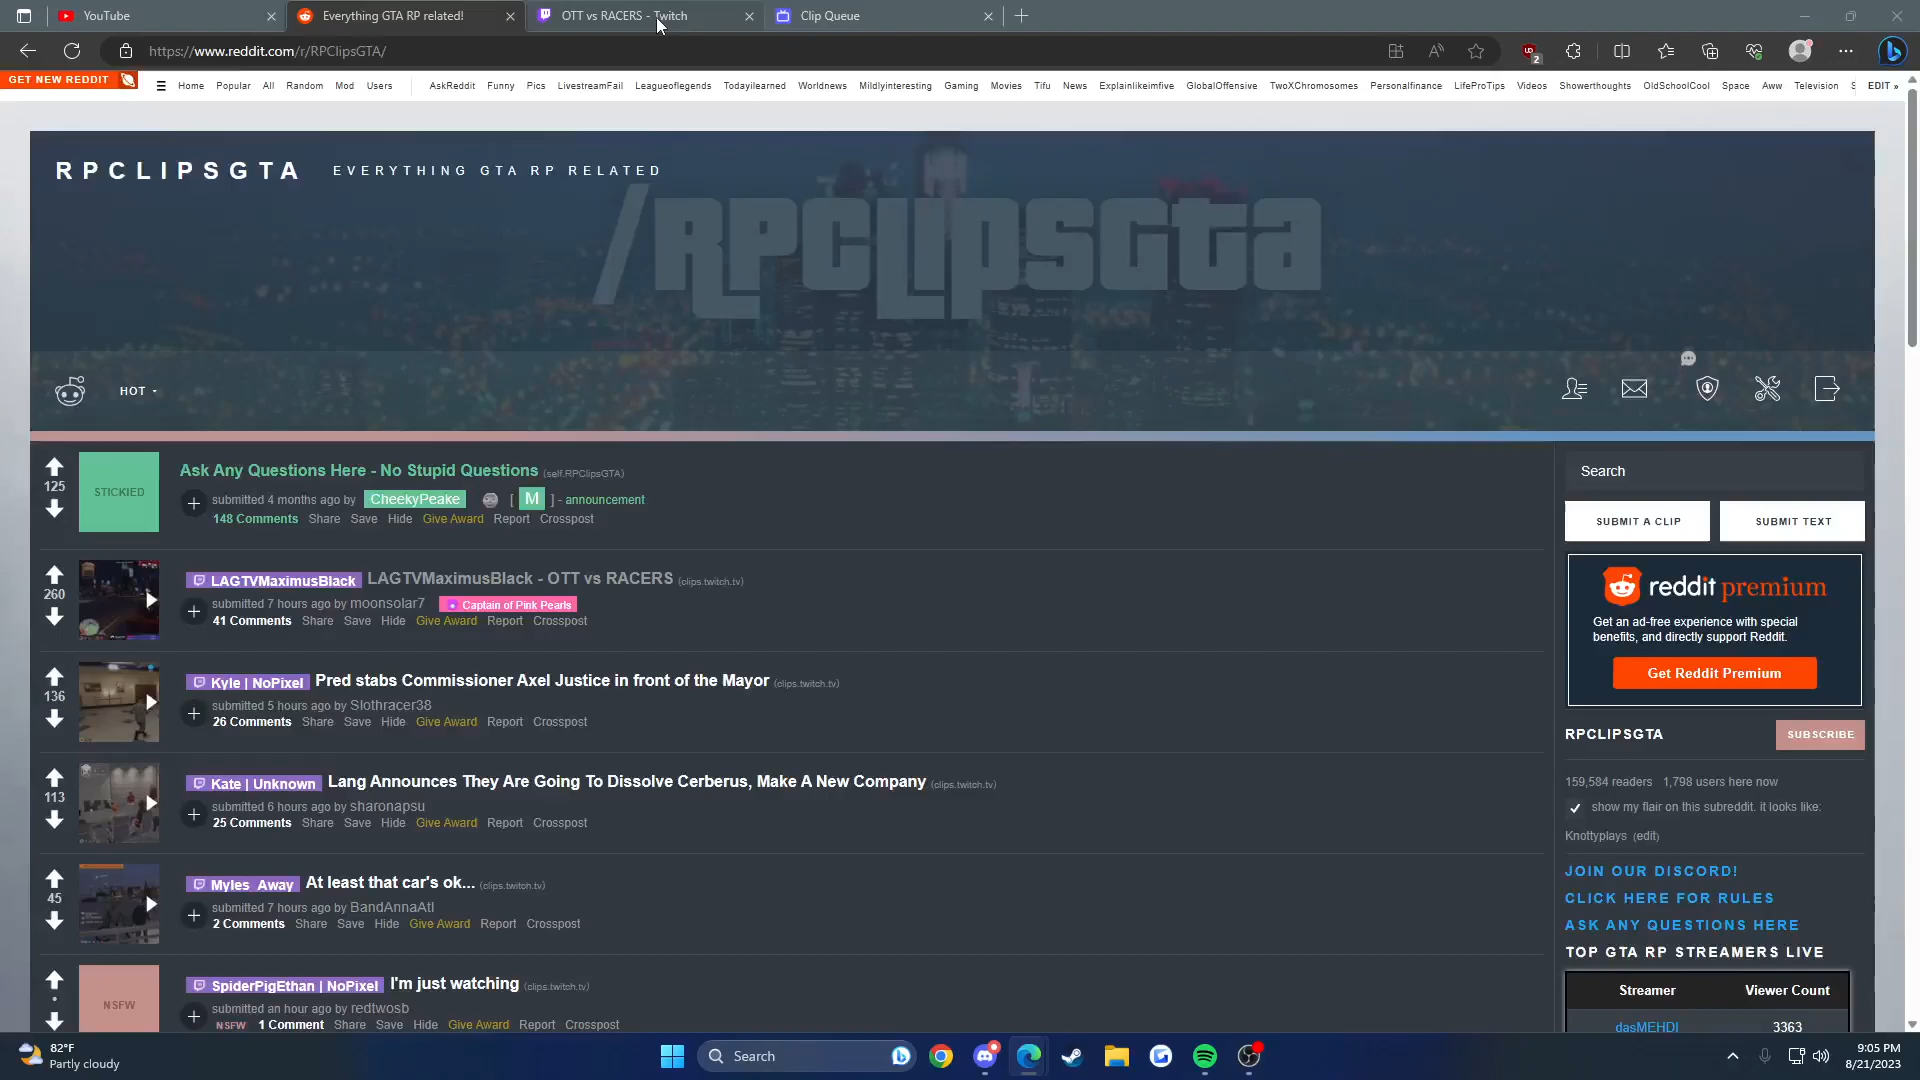 YouTube
Everything GTA RP related!
OTT vs RACERS - Twitch
Clip Queue
https://www.reddit.com/r/RPClipsGTA/
2
GET NEW REDDIT
Home Popular All Random Mod Users AskReddit Funny Pics LivestreamFail Leagueoflegends Todayilearned Worldnews Mildlyinteresting Gaming Movies Tifu News Explainlikeimfive GlobalOffensive TwoXChromosomes Personalfinance LifeProTips Videos Showerthoughts OldSchoolCool Space Aww Television S EDIT »
RPCLIPSGTA EVERYTHING GTA RP RELATED
/RPClipsGta
HOT
125
STICKIED
Ask Any Questions Here - No Stupid Questions (self.RPClipsGTA)
submitted 4 months ago by CheekyPeake [ M ] - announcement
148 Comments Share Save Hide Give Award Report Crosspost
260
LAGTVMaximusBlack LAGTVMaximusBlack - OTT vs RACERS (clips.twitch.tv)
submitted 7 hours ago by moonsolar7 Captain of Pink Pearls
41 Comments Share Save Hide Give Award Report Crosspost
136
Kyle | NoPixel Pred stabs Commissioner Axel Justice in front of the Mayor (clips.twitch.tv)
submitted 5 hours ago by Slothracer38
26 Comments Share Save Hide Give Award Report Crosspost
113
Kate | Unknown Lang Announces They Are Going To Dissolve Cerberus, Make A New Company (clips.twitch.tv)
submitted 6 hours ago by sharonapsu
25 Comments Share Save Hide Give Award Report Crosspost
45
Myles_Away At least that car's ok... (clips.twitch.tv)
submitted 7 hours ago by BandAnnaAtl
2 Comments Share Save Hide Give Award Report Crosspost
•
NSFW
SpiderPigEthan | NoPixel I'm just watching (clips.twitch.tv)
submitted an hour ago by redtwosb
NSFW 1 Comment Share Save Hide Give Award Report Crosspost
Search
SUBMIT A CLIP
SUBMIT TEXT
reddit premium
Get an ad-free experience with special
benefits, and directly support Reddit.
Get Reddit Premium
RPCLIPSGTA
SUBSCRIBE
159,584 readers 1,798 users here now
show my flair on this subreddit. it looks like:
Knottyplays (edit)
JOIN OUR DISCORD!
CLICK HERE FOR RULES
ASK ANY QUESTIONS HERE
TOP GTA RP STREAMERS LIVE
Streamer Viewer Count
dasMEHDI 3363
82°F
Partly cloudy
Search
9:05 PM
8/21/2023